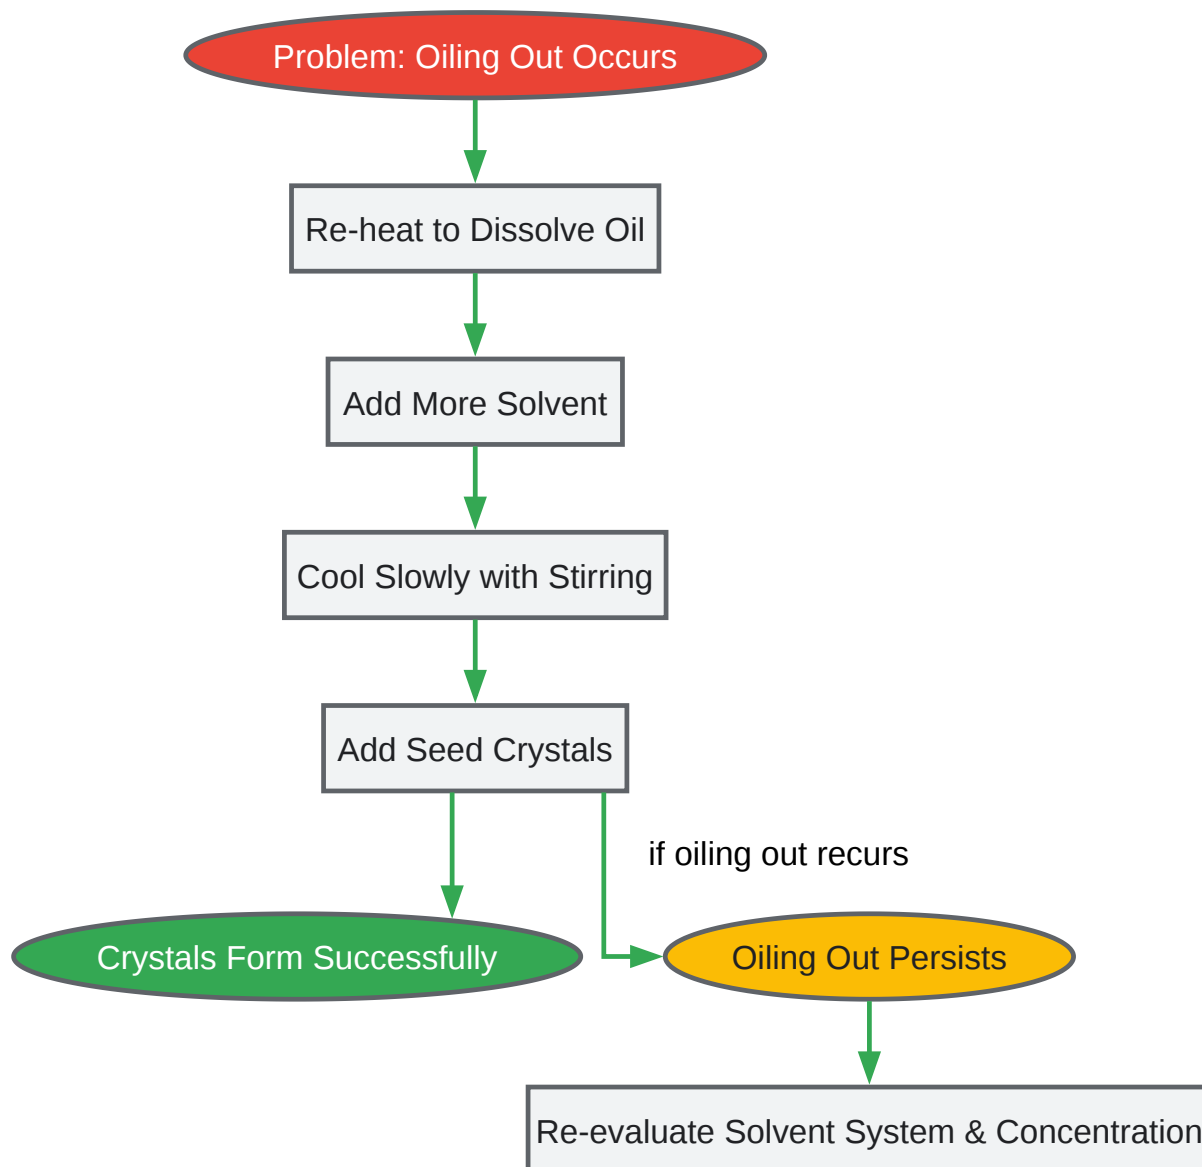 Problem: Oiling Out Occurs
Re-heat to Dissolve Oil
Add More Solvent
Cool Slowly with Stirring
Add Seed Crystals
if oiling out recurs
Crystals Form Successfully
Oiling Out Persists
Re-evaluate Solvent System & Concentration